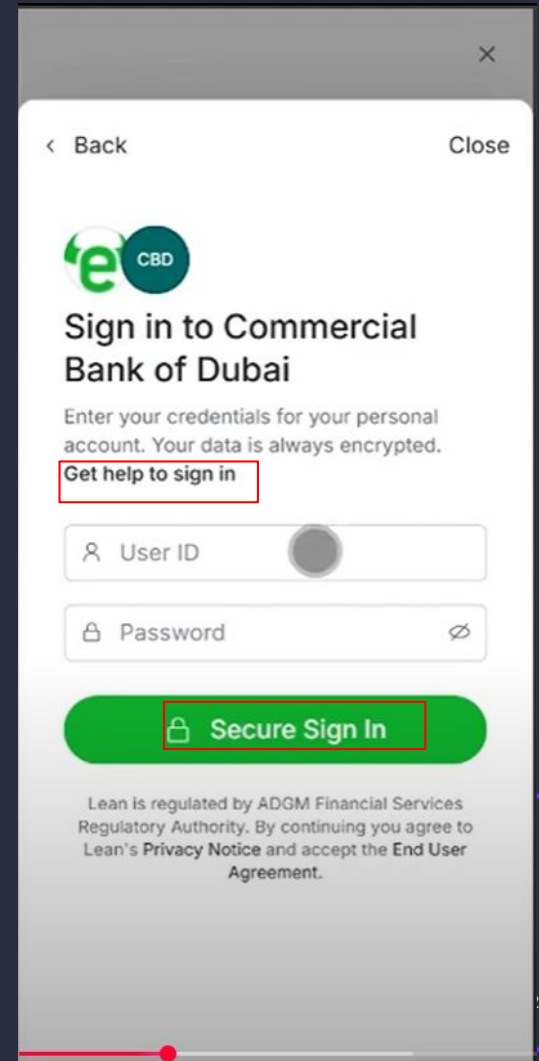 Back
Close
e
CBD
Sign in to Commercial
Bank of Dubai
Enter your credentials for your personal
account. Your data is always encrypted.
Get help to sign in
User ID
Password
Secure Sign In
Lean is regulated by ADGM Financial Services
Regulatory Authority. By continuing you agree to
Lean's Privacy Notice and accept the End User
Agreement.